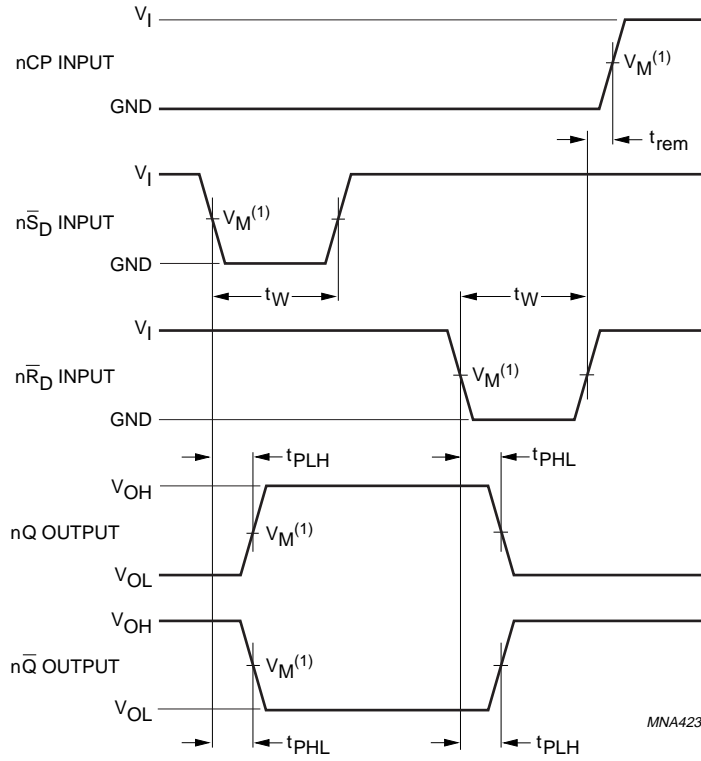 V_I
nCP INPUT
V_M^(1)
GND
t_rem
V_I
nS̅_D INPUT
V_M^(1)
GND
t_W
t_W
V_I
nR̅_D INPUT
V_M^(1)
GND
t_PLH
t_PHL
V_OH
nQ OUTPUT
V_M^(1)
V_OL
V_OH
nQ̅ OUTPUT
V_M^(1)
V_OL
MNA423
t_PHL
t_PLH